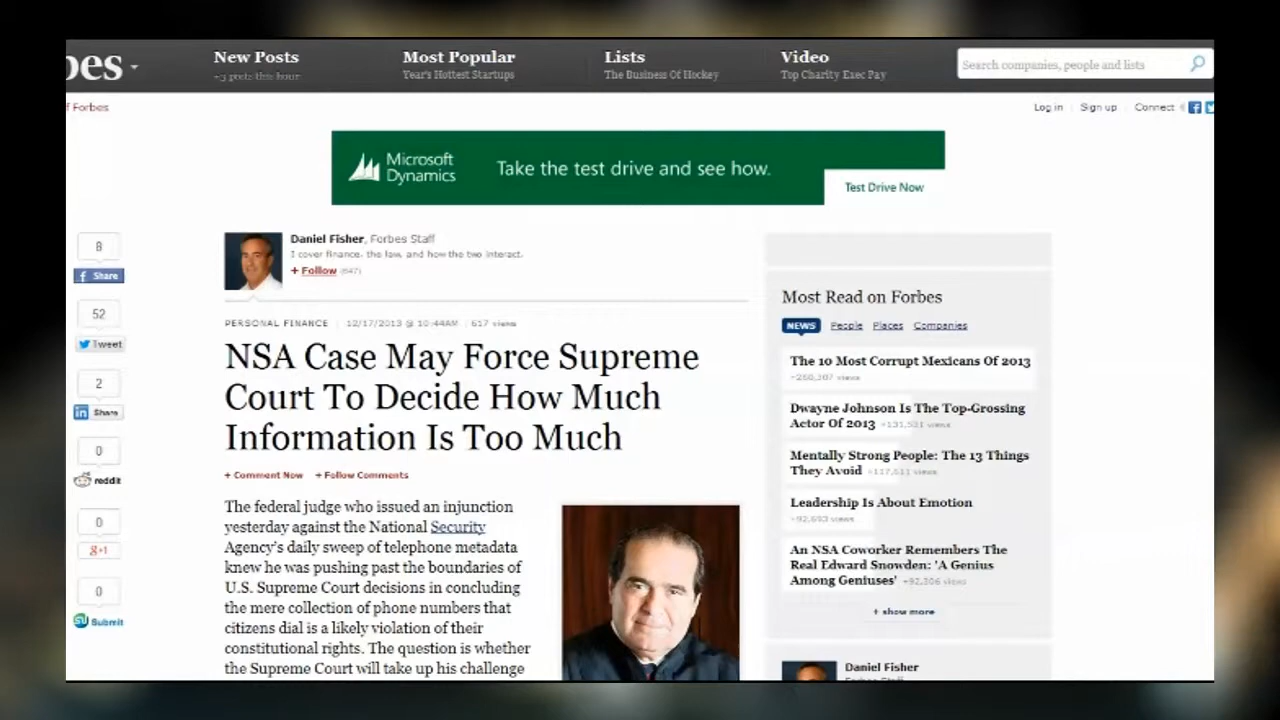 bes
New Posts
+3 posts this hour
Most Popular
Year's Hottest Startups
Lists
The Business Of Hockey
Video
Top Charity Exec Pay
Search companies, people and lists
f Forbes
Log in
Sign up
Connect
Microsoft
Dynamics
Take the test drive and see how.
Test Drive Now
8
Share
52
Tweet
2
Share
0
reddit
0
+1
0
Submit
Daniel Fisher, Forbes Staff
I cover finance, the law, and how the two interact.
+ Follow (647)
PERSONAL FINANCE | 12/17/2013 @ 10:44AM | 617 views
NSA Case May Force Supreme
Court To Decide How Much
Information Is Too Much
+ Comment Now + Follow Comments
The federal judge who issued an injunction
yesterday against the National Security
Agency's daily sweep of telephone metadata
knew he was pushing past the boundaries of
U.S. Supreme Court decisions in concluding
the mere collection of phone numbers that
citizens dial is a likely violation of their
constitutional rights. The question is whether
the Supreme Court will take up his challenge
Most Read on Forbes
NEWS People Places Companies
The 10 Most Corrupt Mexicans Of 2013
views
Dwayne Johnson Is The Top-Grossing
Actor Of 2013 views
Mentally Strong People: The 13 Things
They Avoid views
Leadership Is About Emotion
views
An NSA Coworker Remembers The
Real Edward Snowden: 'A Genius
Among Geniuses' views
+ show more
Daniel Fisher